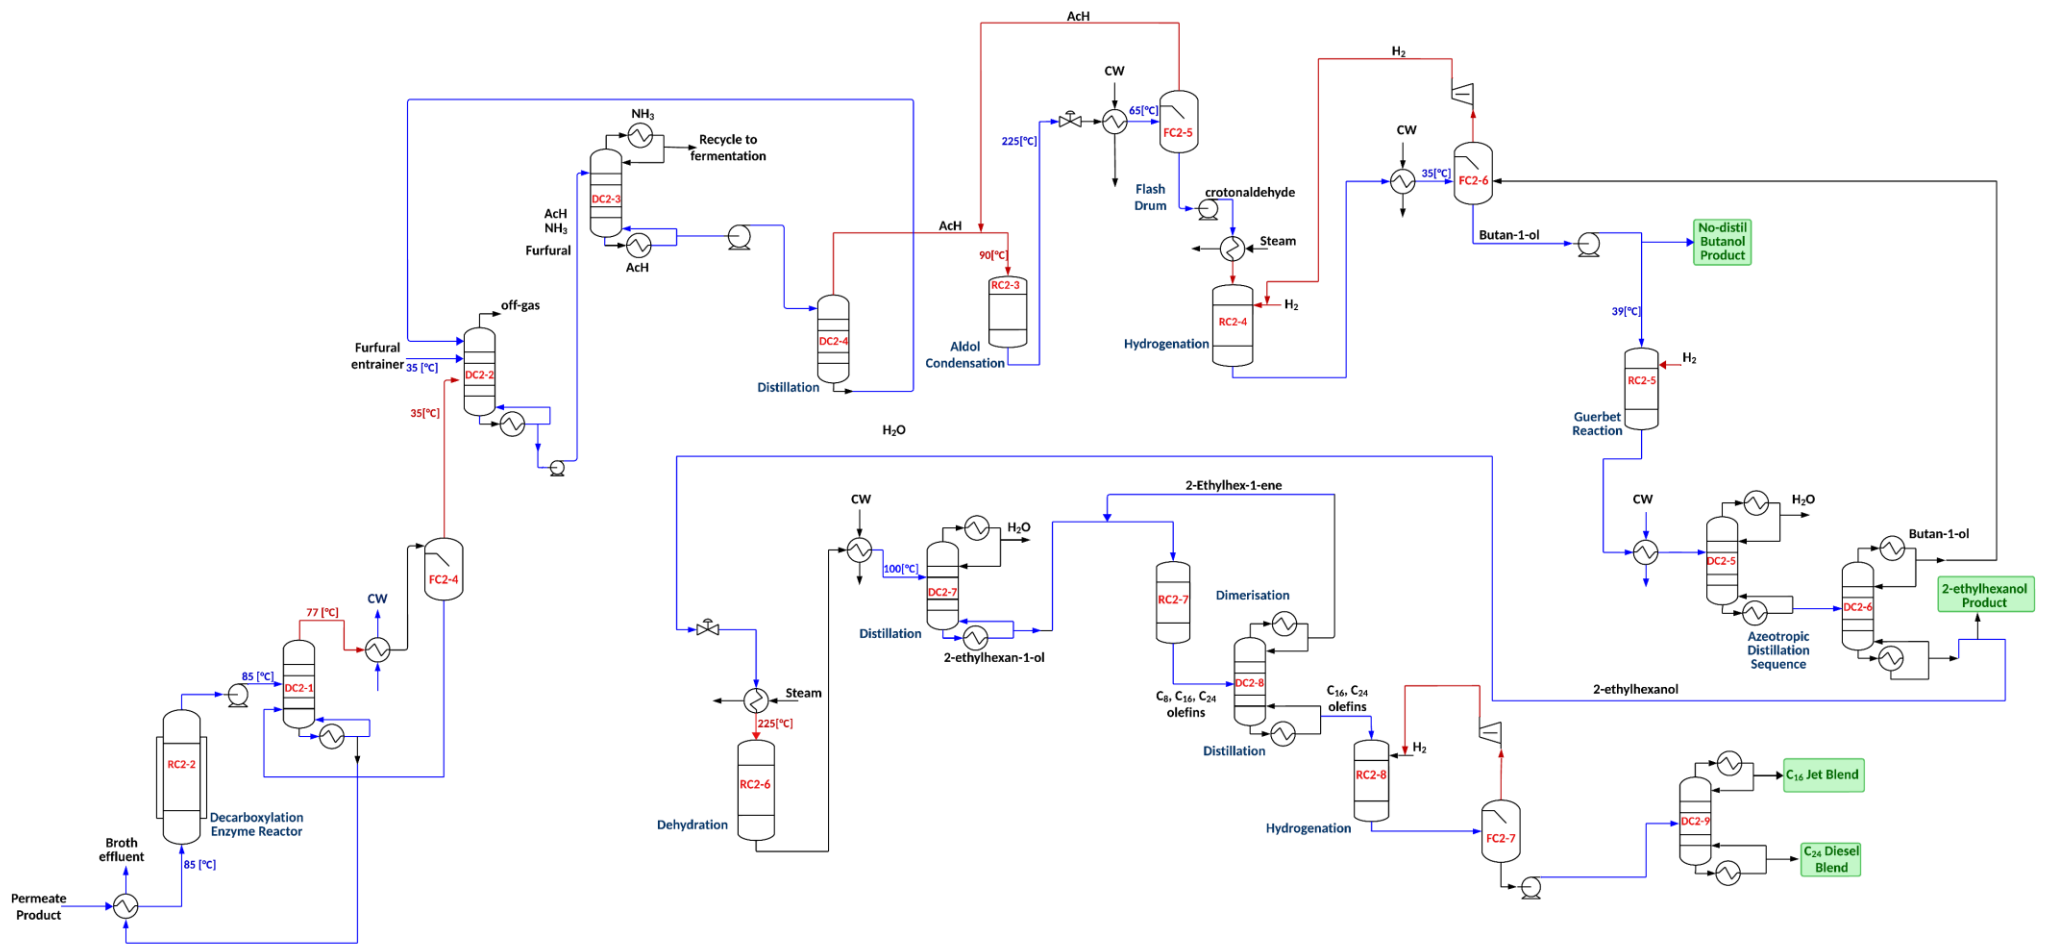 AcH
H₂
CW
65[°C]
FC2-5
225[°C]
NH₃
Recycle to
fermentation
DC2-3
AcH
NH₃
Furfural
AcH
CW
35[°C]
FC2-6
Flash
Drum
crotonaldehyde
Steam
Butan-1-ol
No-distil
Butanol
Product
AcH
90[°C]
RC2-3
Aldol
Condensation
H₂
RC2-4
Hydrogenation
39[°C]
off-gas
Furfural
entrainer
35 [°C]
DC2-2
35[°C]
DC2-4
Distillation
H₂
RC2-5
Guerbet
Reaction
H₂O
2-Ethylhex-1-ene
CW
H₂O
100[°C]
DC2-7
Distillation
2-ethylhexan-1-ol
CW
H₂O
DC2-5
Butan-1-ol
DC2-6
2-ethylhexanol
Product
Azeotropic
Distillation
Sequence
FC2-4
CW
77 [°C]
85 [°C]
DC2-1
RC2-2
Decarboxylation
Enzyme Reactor
Broth
effluent
85 [°C]
Permeate
Product
RC2-7
Dimerisation
DC2-8
C₈, C₁₆, C₂₄
olefins
Distillation
C₁₆, C₂₄
olefins
2-ethylhexanol
Steam
225[°C]
RC2-6
Dehydration
H₂
RC2-8
Hydrogenation
FC2-7
DC2-9
C₁₆ Jet Blend
C₂₄ Diesel
Blend